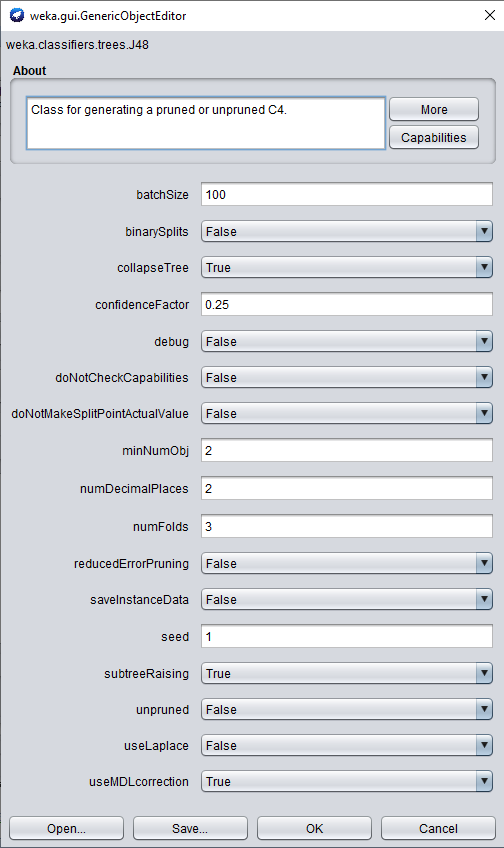 weka.gui.GenericObjectEditor
weka.classifiers.trees.J48
About
Class for generating a pruned or unpruned C4.
More
Capabilities
batchSize 100
binarySplits False
collapseTree True
confidenceFactor 0.25
debug False
doNotCheckCapabilities False
doNotMakeSplitPointActualValue False
minNumObj 2
numDecimalPlaces 2
numFolds 3
reducedErrorPruning False
saveInstanceData False
seed 1
subtreeRaising True
unpruned False
useLaplace False
useMDLcorrection True
Open... Save... OK Cancel